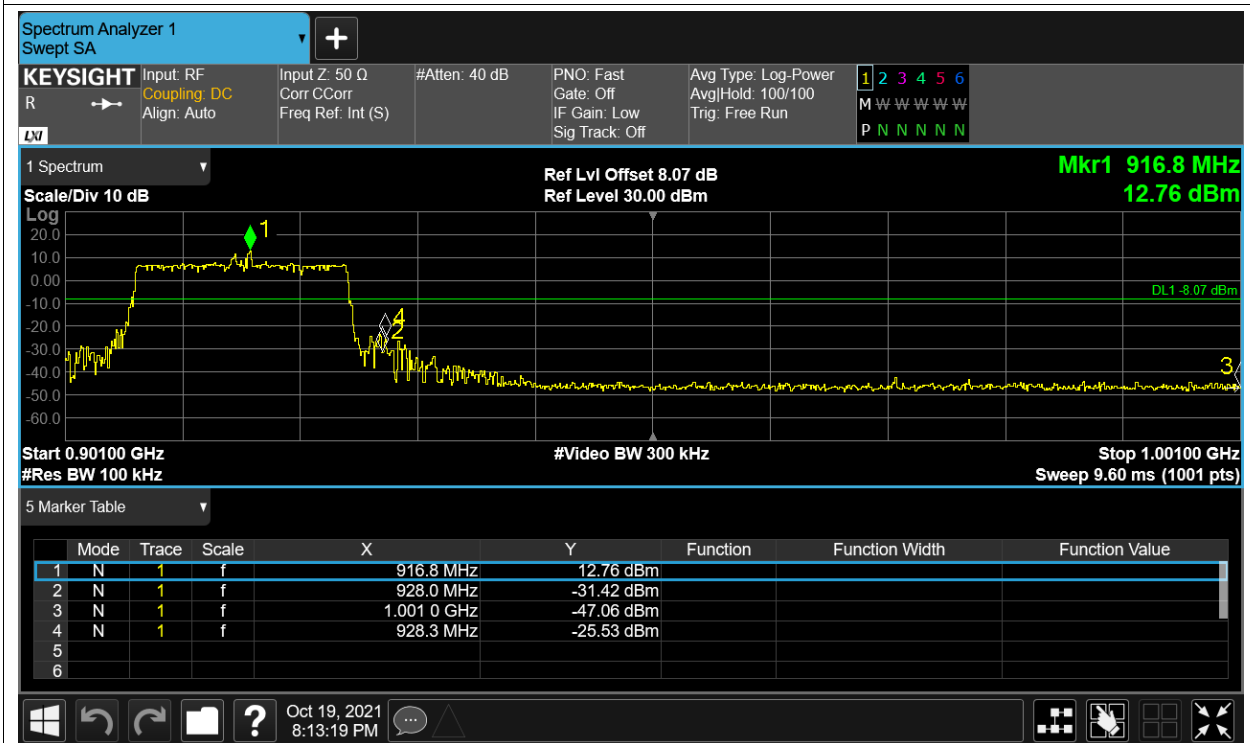 Spectrum Analyzer 1
Swept SA
KEYSIGHT Input: RF Input Z: 50 Ω #Atten: 40 dB PNO: Fast Avg Type: Log-Power 1 2 3 4 5 6
R Coupling: DC Corr CCorr Gate: Off Avg|Hold: 100/100 M W W W W W
Align: Auto Freq Ref: Int (S) IF Gain: Low Trig: Free Run
LXI Sig Track: Off P N N N N N
1 Spectrum Ref Lvl Offset 8.07 dB Mkr1 916.8 MHz
Scale/Div 10 dB Ref Level 30.00 dBm 12.76 dBm
Log
20.0
1
10.0
0.00
DL1 -8.07 dBm
-10.0
4
-20.0
2
-30.0
3
-40.0
-50.0
-60.0
Start 0.90100 GHz #Video BW 300 kHz Stop 1.00100 GHz
#Res BW 100 kHz Sweep 9.60 ms (1001 pts)
5 Marker Table
Mode Trace Scale X Y Function Function Width Function Value
1 N 1 f 916.8 MHz 12.76 dBm
2 N 1 f 928.0 MHz -31.42 dBm
3 N 1 f 1.001 0 GHz -47.06 dBm
4 N 1 f 928.3 MHz -25.53 dBm
5
6
? Oct 19, 2021
8:13:19 PM